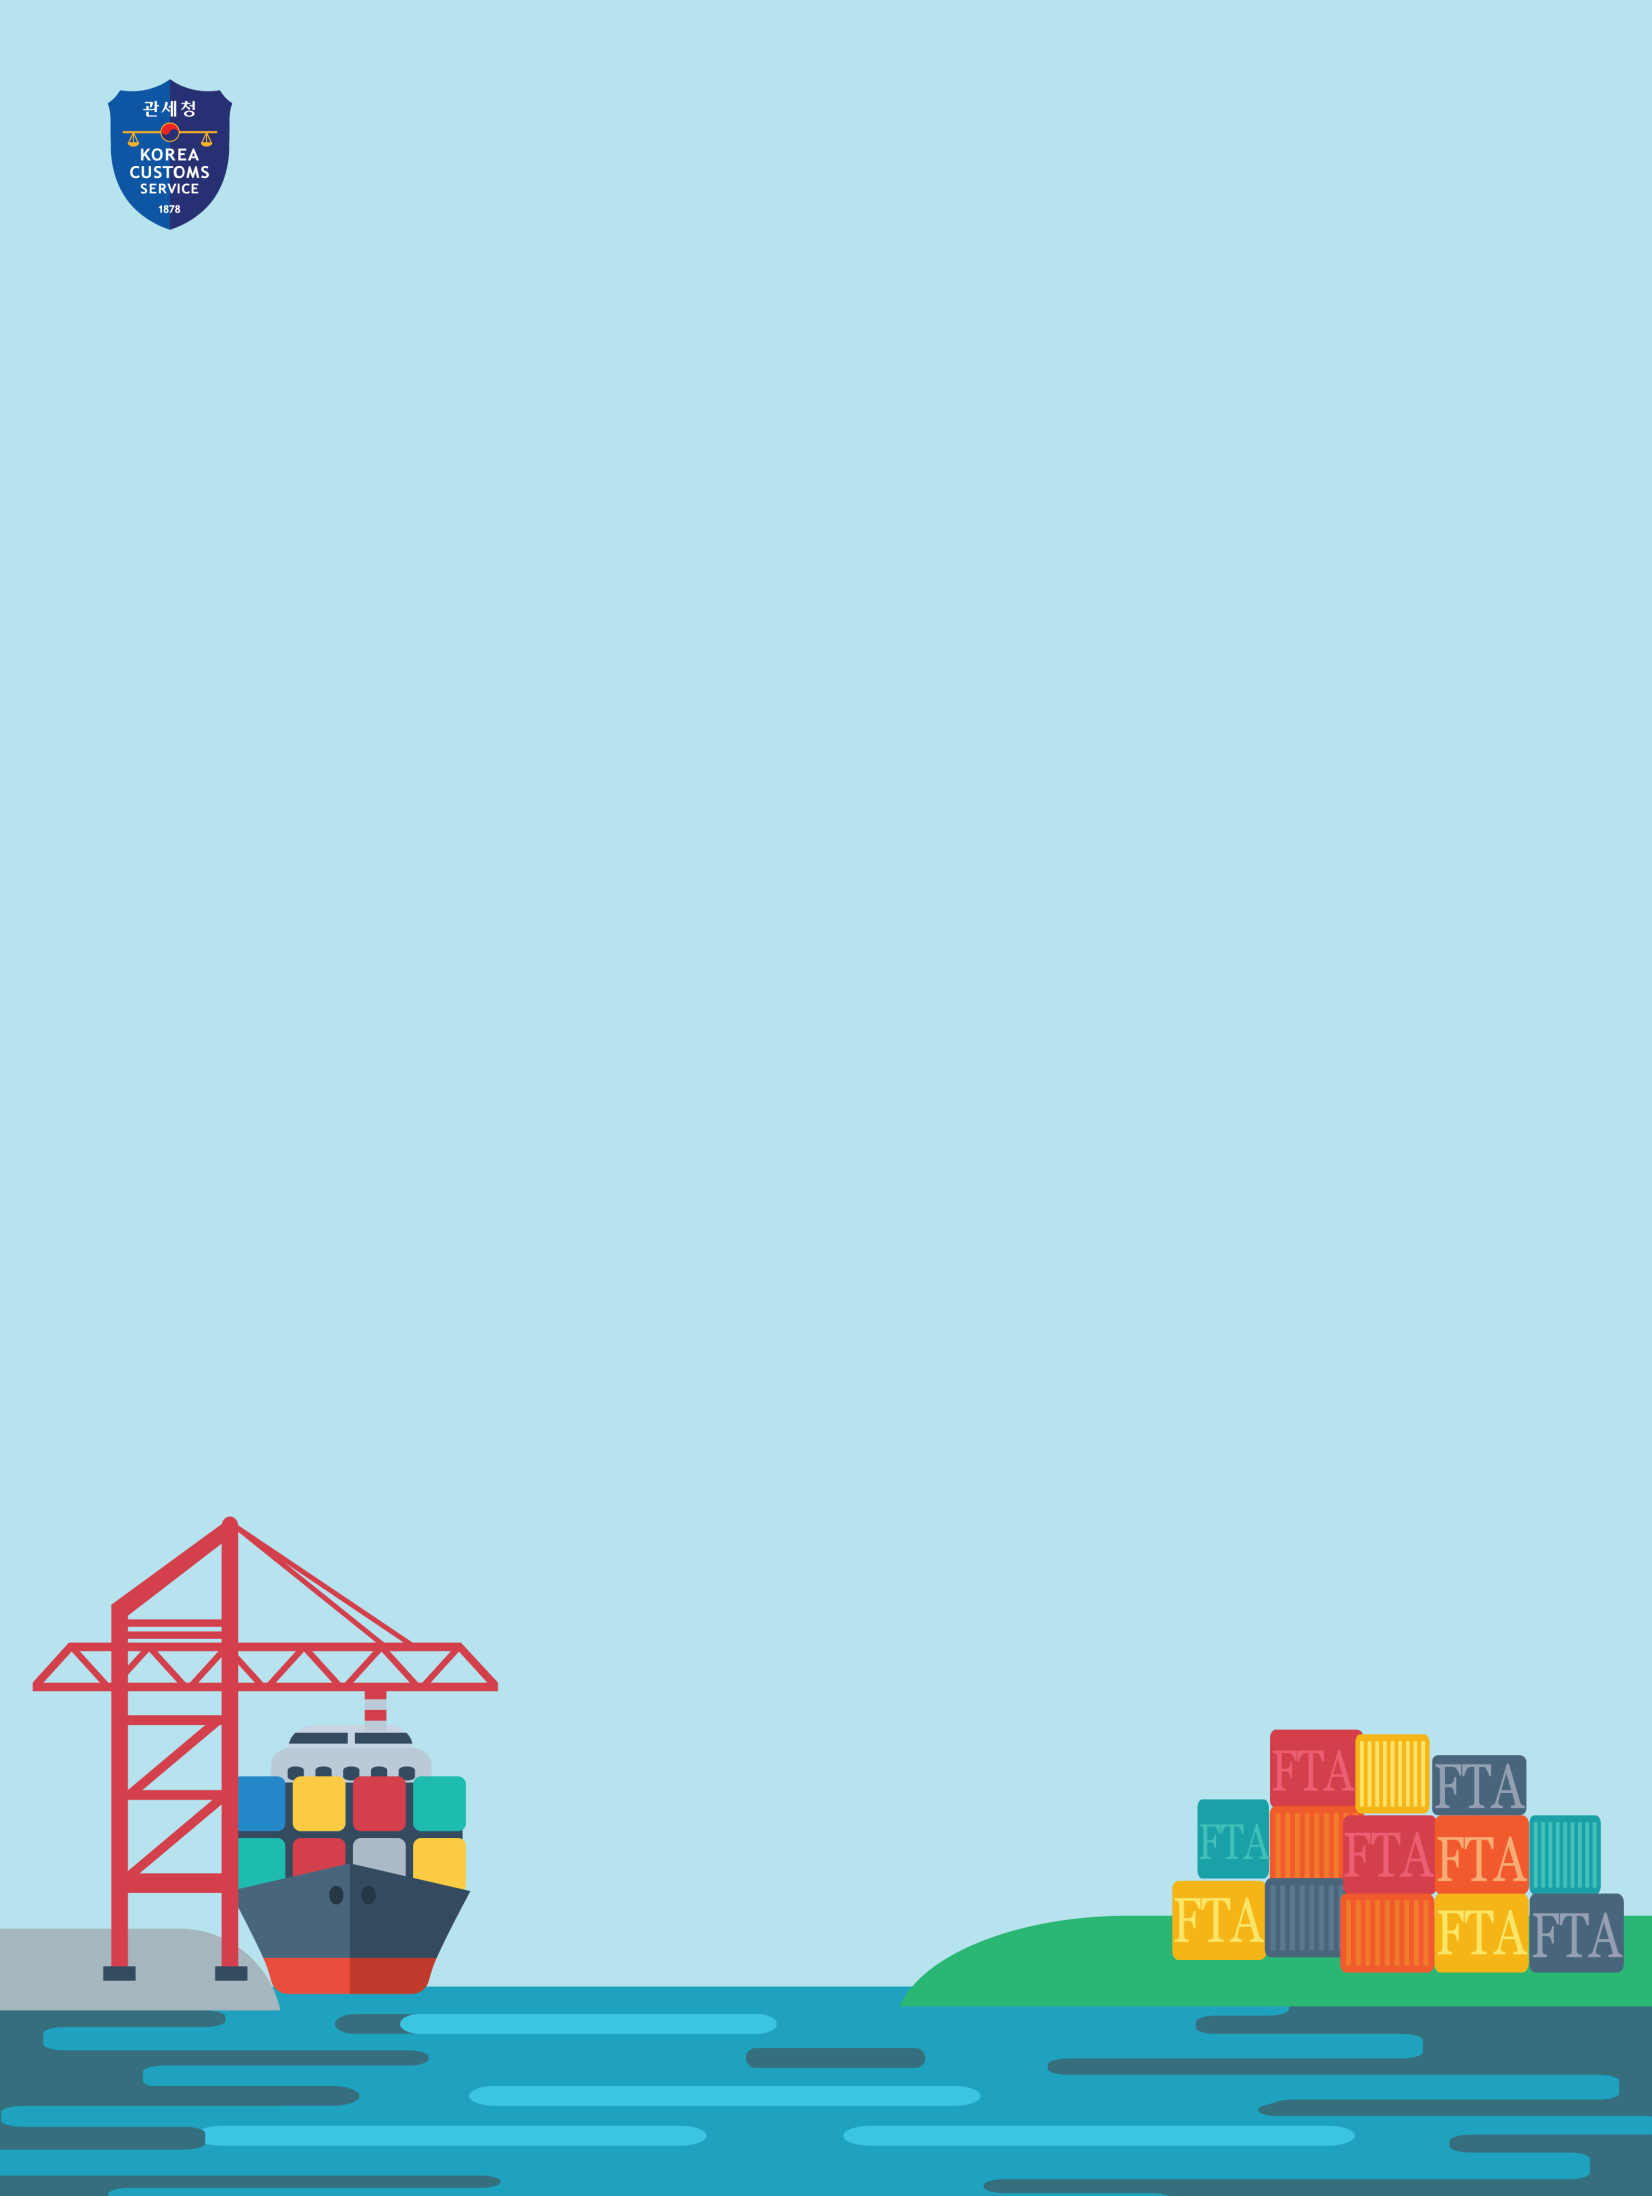 관세청
KOREA
CUSTOMS
SERVICE
1878
FTA
FTA
FTA
FTA
FTA
FTA
FTA
FTA